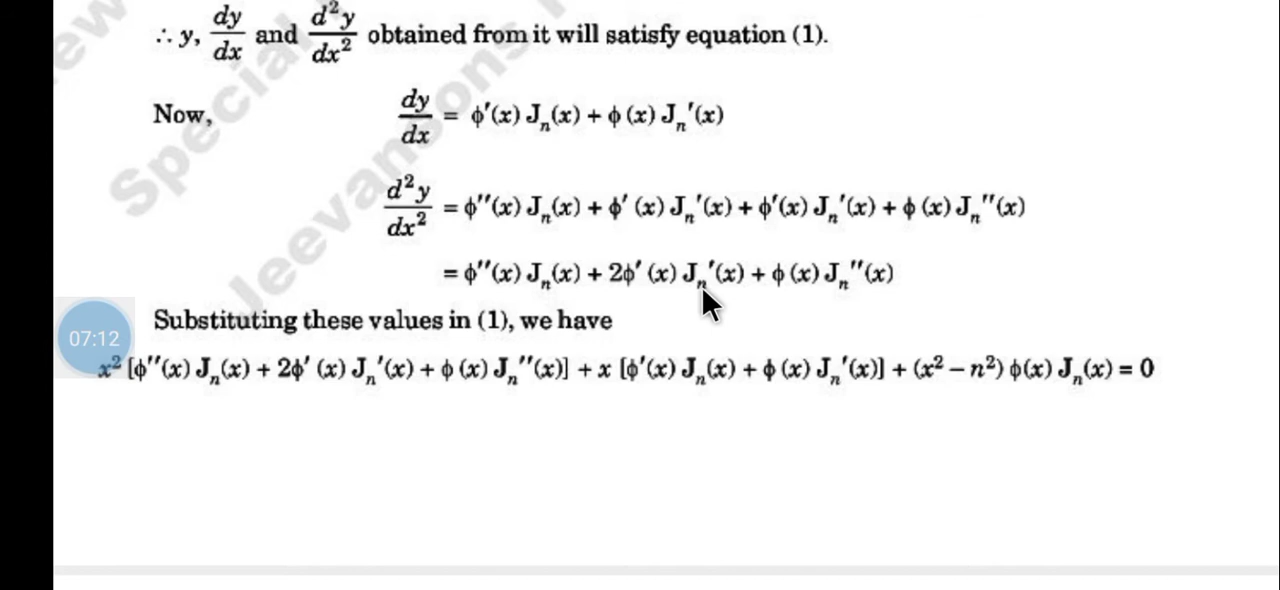 ∴ y, dy/dx and d²y/dx² obtained from it will satisfy equation (1).
Now, dy/dx = ϕ′(x) Jₙ(x) + ϕ (x) Jₙ′(x)
d²y/dx² = ϕ″(x) Jₙ(x) + ϕ′ (x) Jₙ′(x) + ϕ′(x) Jₙ′(x) + ϕ (x) Jₙ″(x)
= ϕ″(x) Jₙ(x) + 2ϕ′ (x) Jₙ′(x) + ϕ (x) Jₙ″(x)
Substituting these values in (1), we have
07:12
x² [ϕ″(x) Jₙ(x) + 2ϕ′ (x) Jₙ′(x) + ϕ (x) Jₙ″(x)] + x [ϕ′(x) Jₙ(x) + ϕ (x) Jₙ′(x)] + (x² – n²) ϕ(x) Jₙ(x) = 0
Special
Jeevansons